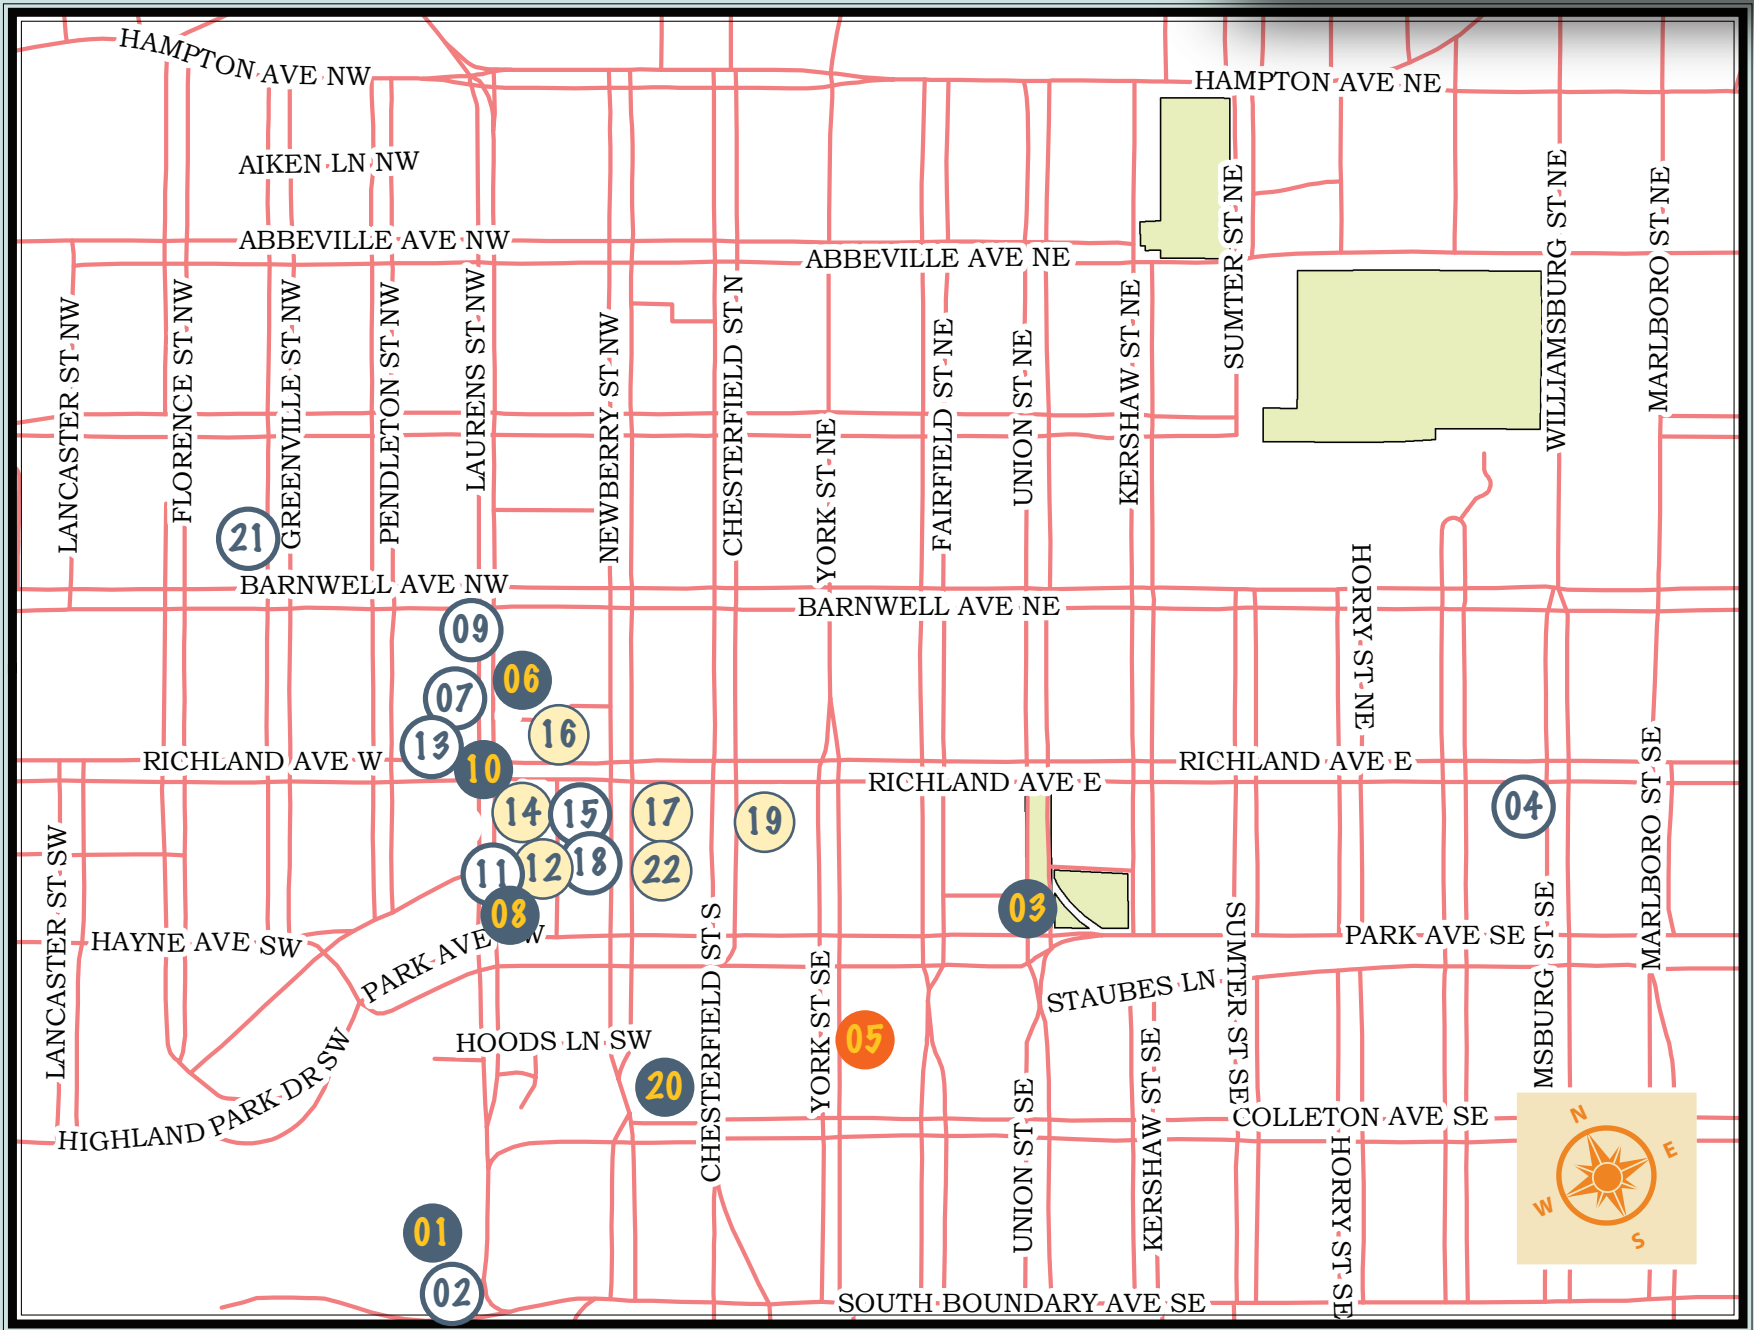 HAMPTON AVE NW
HAMPTON AVE NE
AIKEN LN NW
ABBEVILLE AVE NW
ABBEVILLE AVE NE
LANCASTER ST NW
FLORENCE ST NW
GREENVILLE ST NW
PENDLETON ST NW
LAURENS ST NW
NEWBERRY ST NW
CHESTERFIELD ST N
YORK ST NE
FAIRFIELD ST NE
UNION ST NE
KERSHAW ST NE
SUMTER ST NE
WILLIAMSBURG ST NE
MARLBORO ST NE
HORRY ST NE
21
BARNWELL AVE NW
BARNWELL AVE NE
09
06
07
16
13
10
RICHLAND AVE W
RICHLAND AVE E
RICHLAND AVE E
14
15
17
19
04
11
12
18
22
08
03
LANCASTER ST SW
HAYNE AVE SW
PARK AVE SW
PARK AVE SE
STAUBES LN
HIGHLAND PARK DR SW
HOODS LN SW
CHESTERFIELD ST S
YORK ST SE
05
20
UNION ST SE
KERSHAW ST SE
SUMTER ST SE
COLLETON AVE SE
HORRY ST SE
MSBURG ST SE
MARLBORO ST SE
01
02
SOUTH BOUNDARY AVE SE
N
E
W
S